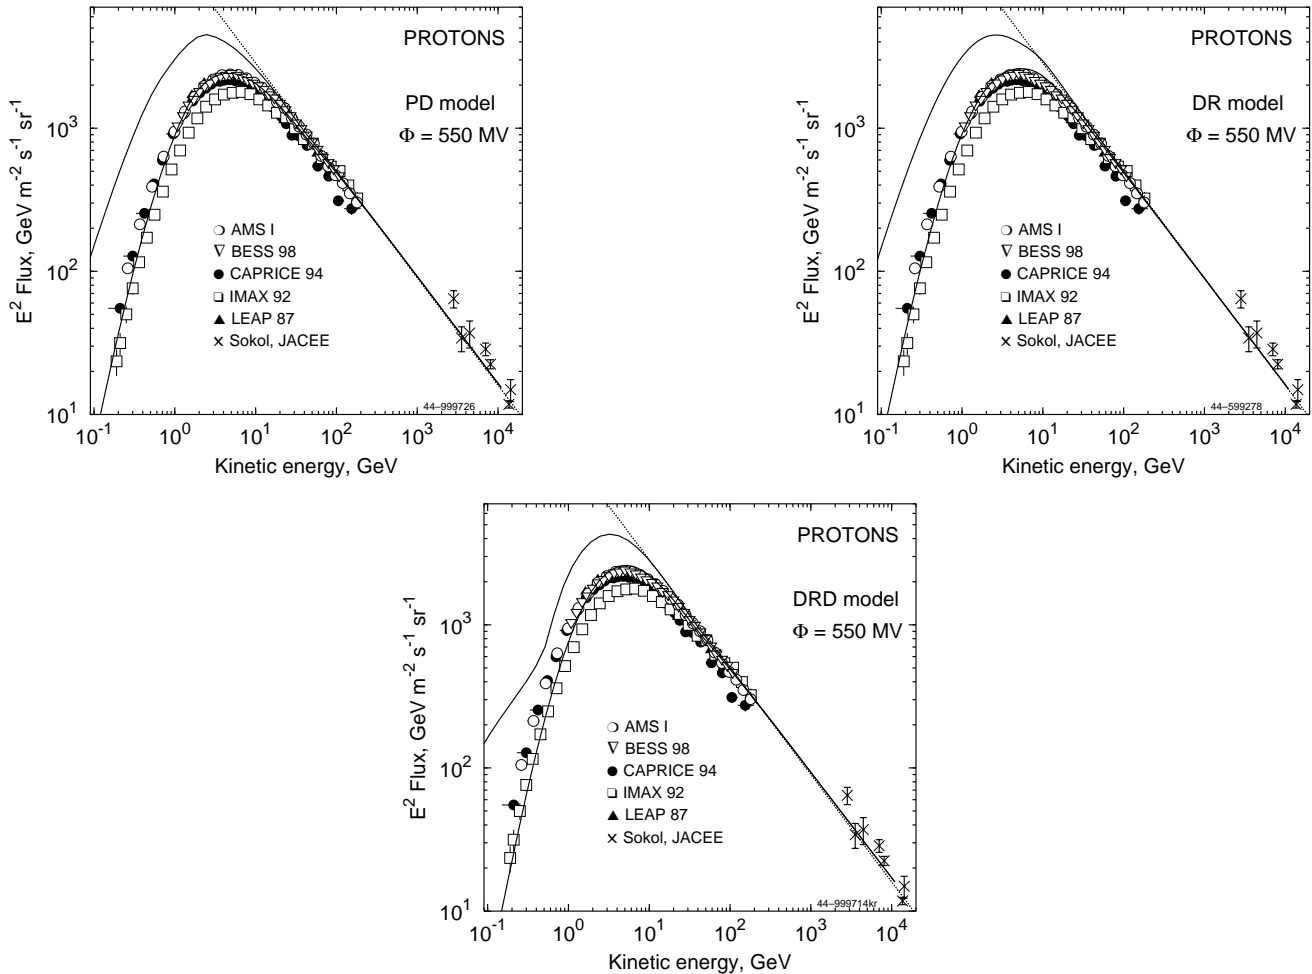 PROTONS
PD model
Φ = 550 MV
E² Flux, GeV m⁻² s⁻¹ sr⁻¹
10³
10²
10¹
AMS I
BESS 98
CAPRICE 94
IMAX 92
LEAP 87
Sokol, JACEE
44–999726
10⁻¹ 10⁰ 10¹ 10² 10³ 10⁴
Kinetic energy, GeV
PROTONS
DR model
Φ = 550 MV
E² Flux, GeV m⁻² s⁻¹ sr⁻¹
10³
10²
10¹
AMS I
BESS 98
CAPRICE 94
IMAX 92
LEAP 87
Sokol, JACEE
44–599278
10⁻¹ 10⁰ 10¹ 10² 10³ 10⁴
Kinetic energy, GeV
PROTONS
DRD model
Φ = 550 MV
E² Flux, GeV m⁻² s⁻¹ sr⁻¹
10³
10²
10¹
AMS I
BESS 98
CAPRICE 94
IMAX 92
LEAP 87
Sokol, JACEE
44–999714kr
10⁻¹ 10⁰ 10¹ 10² 10³ 10⁴
Kinetic energy, GeV